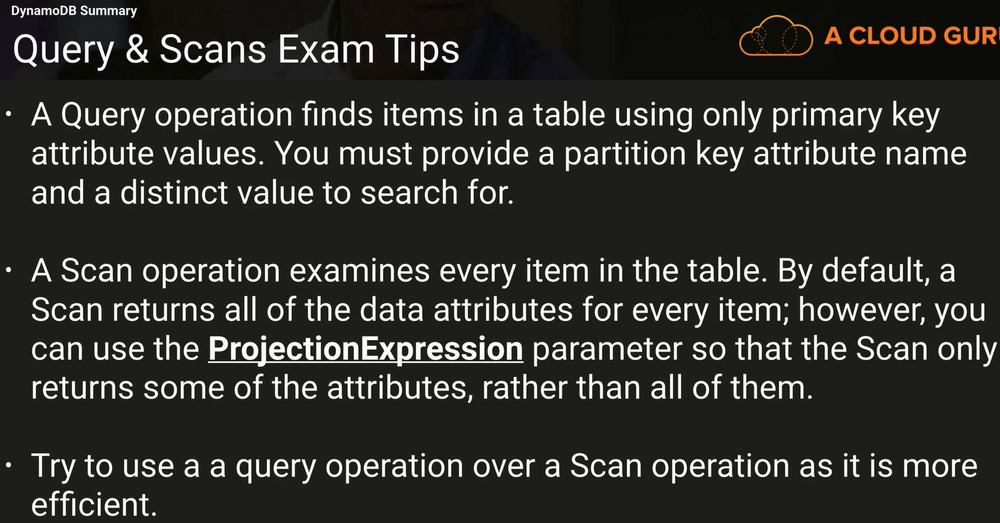 DynamoDB Summary
Query & Scans Exam Tips
A CLOUD GUR
• A Query operation finds items in a table using only primary key
attribute values. You must provide a partition key attribute name
and a distinct value to search for.
• A Scan operation examines every item in the table. By default, a
Scan returns all of the data attributes for every item; however, you
can use the ProjectionExpression parameter so that the Scan only
returns some of the attributes, rather than all of them.
• Try to use a a query operation over a Scan operation as it is more
efficient.